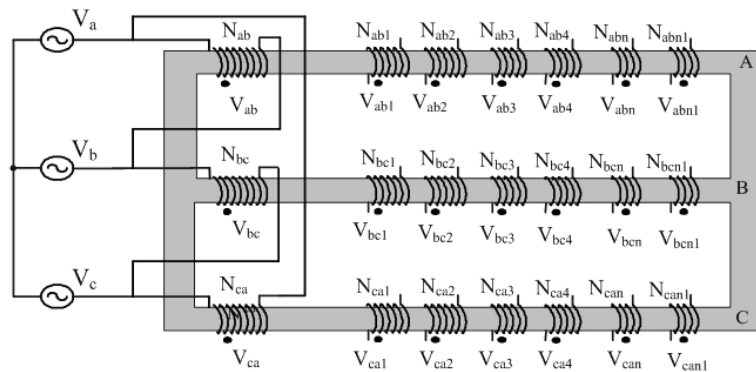 Va
Nab Nab1 Nab2 Nab3 Nab4 Nabn Nabn1
A
Vab Vab1 Vab2 Vab3 Vab4 Vabn Vabn1
Vb
Nbc Nbc1 Nbc2 Nbc3 Nbc4 Nbcn Nbcn1
B
Vbc Vbc1 Vbc2 Vbc3 Vbc4 Vbcn Vbcn1
Vc
Nca Nca1 Nca2 Nca3 Nca4 Ncan Ncan1
C
Vca Vca1 Vca2 Vca3 Vca4 Vcan Vcan1